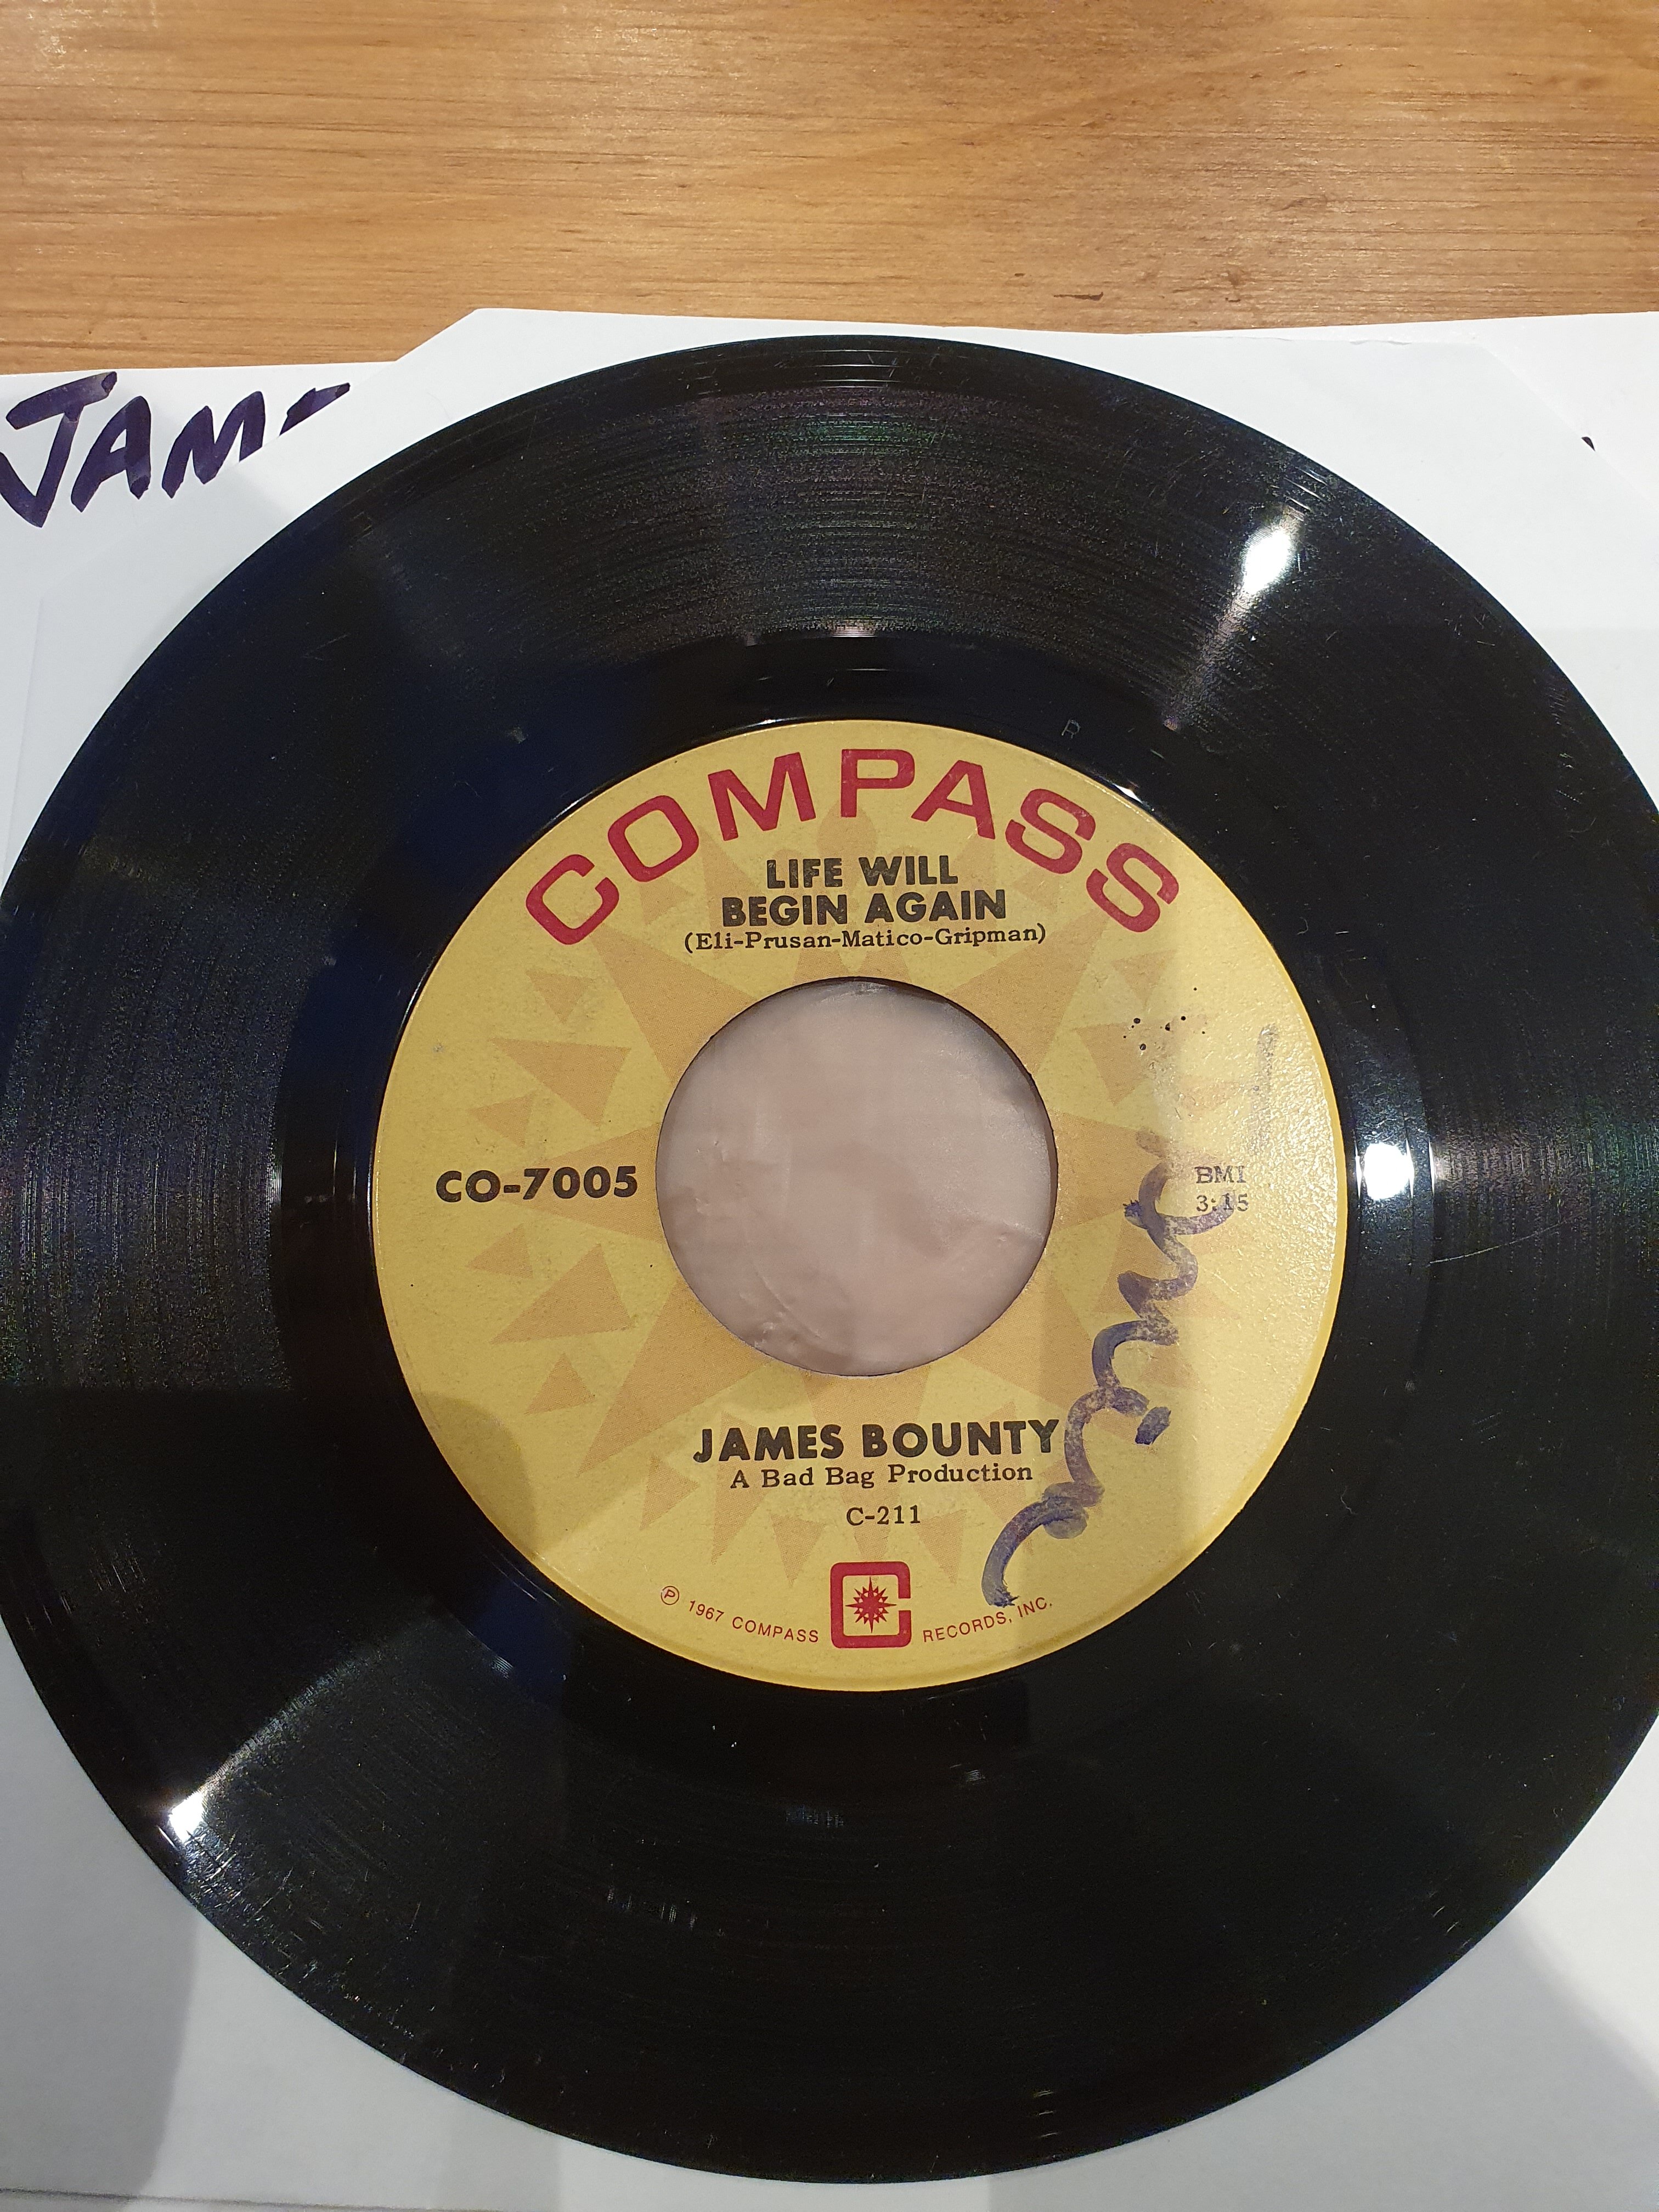 JAM
R
COMPASS
LIFE WILL
BEGIN AGAIN
(Eli-Prusan-Matico-Gripman)
CO-7005
BMI
3:15
JAMES BOUNTY
A Bad Bag Production
C-211
Ⓟ 1967 COMPASS C RECORDS, INC.